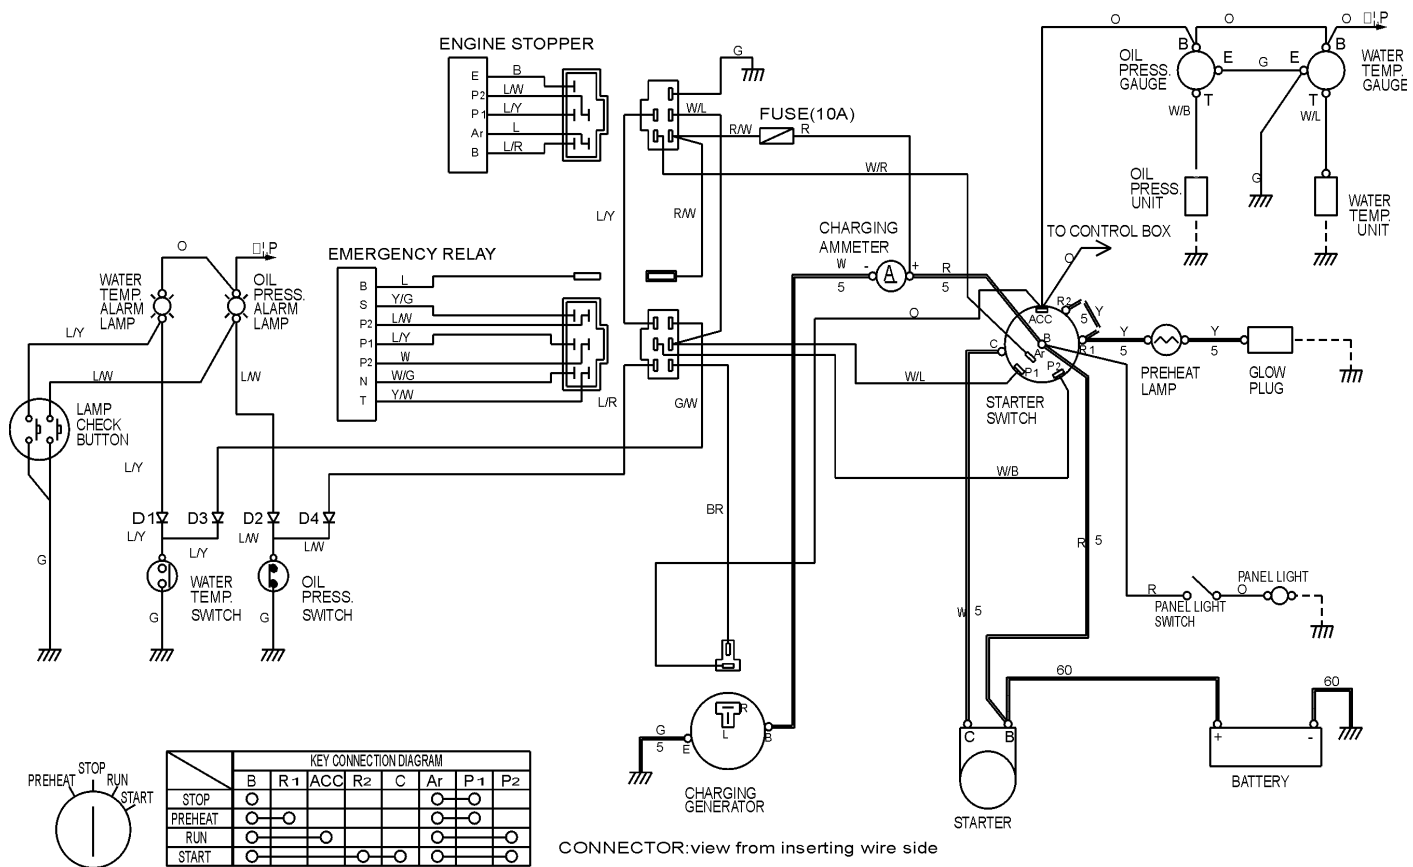 ENGINE STOPPER
E
B
P2
L/W
P1
L/Y
Ar
L
B
L/R
G
W/L
FUSE(10A)
R/W
R
W/R
L/Y
R/W
O
O
O
B
E
G
E
B
OIL
PRESS.
GAUGE
WATER
TEMP.
GAUGE
T
T
W/B
W/L
OIL
PRESS.
UNIT
G
WATER
TEMP.
UNIT
TO CONTROL BOX
O
CHARGING
AMMETER
W
5
-
+
R
5
O
EMERGENCY RELAY
B
L
S
Y/G
P2
L/W
P1
L/Y
P2
W
N
W/G
T
Y/W
L/R
G/W
W/L
W/B
O
WATER
TEMP.
ALARM
LAMP
OIL
PRESS.
ALARM
LAMP
L/Y
L/W
L/W
LAMP
CHECK
BUTTON
L/Y
ACC
R2
5
Y
C
B
Ar
R1
P1
P2
STARTER
SWITCH
Y
5
Y
5
PREHEAT
LAMP
GLOW
PLUG
D1
D3
D2
D4
L/Y
L/Y
L/W
L/W
G
G
G
WATER
TEMP.
SWITCH
OIL
PRESS.
SWITCH
BR
R
5
W
5
R
PANEL LIGHT
SWITCH
O
PANEL LIGHT
60
60
G
5
E
R
L
B
CHARGING
GENERATOR
C
B
STARTER
+
-
BATTERY
PREHEAT
STOP
RUN
START
KEY CONNECTION DIAGRAM
B R1 ACC R2 C Ar P1 P2
STOP
PREHEAT
RUN
START
CONNECTOR:view from inserting wire side